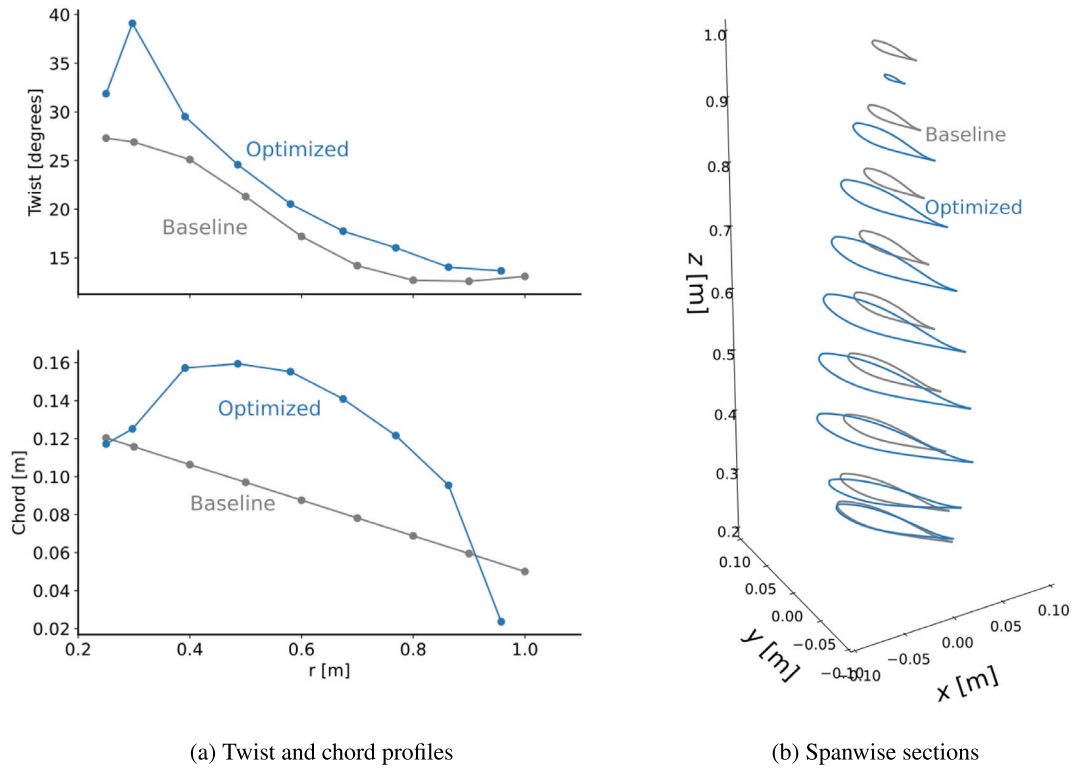 40
35
30
25
20
15
Twist [degrees]
Optimized
Baseline
0.16
0.14
0.12
0.10
0.08
0.06
0.04
0.02
Chord [m]
Optimized
Baseline
0.2
0.4
0.6
0.8
1.0
r [m]
(a) Twist and chord profiles
1.0
0.9
0.8
0.7
0.6
0.5
0.4
0.3
0.2
z [m]
Baseline
Optimized
0.10
0.05
0.00
−0.05
−0.10
y [m]
−0.10
−0.05
0.00
0.05
0.10
x [m]
(b) Spanwise sections